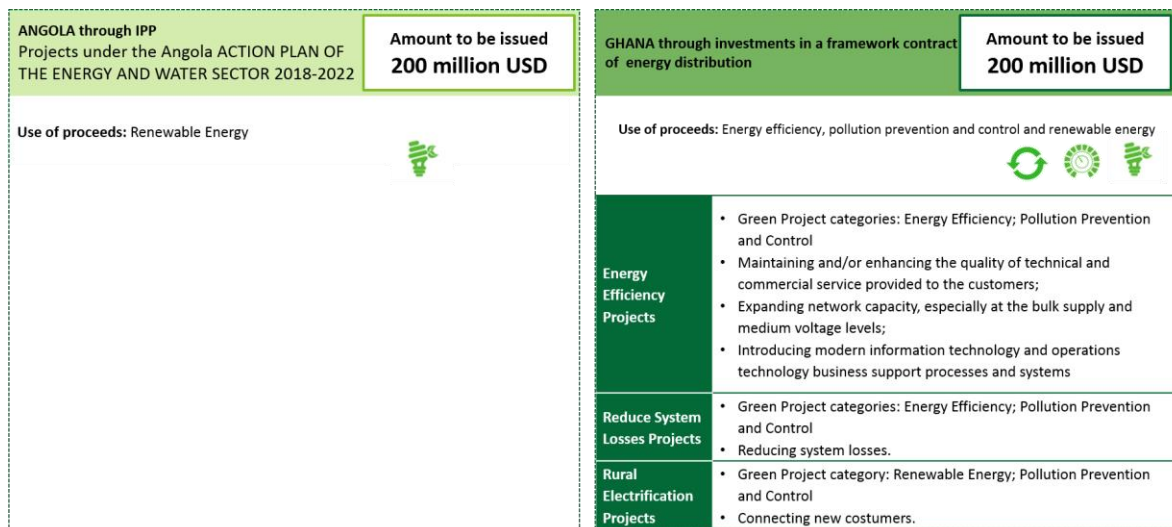 ANGOLA through IPP
Projects under the Angola ACTION PLAN OF
THE ENERGY AND WATER SECTOR 2018-2022
Amount to be issued
200 million USD
Use of proceeds: Renewable Energy
GHANA through investments in a framework contract
of energy distribution
Amount to be issued
200 million USD
Use of proceeds: Energy efficiency, pollution prevention and control and renewable energy
Energy
Efficiency
Projects
• Green Project categories: Energy Efficiency; Pollution Prevention
and Control
• Maintaining and/or enhancing the quality of technical and
commercial service provided to the customers;
• Expanding network capacity, especially at the bulk supply and
medium voltage levels;
• Introducing modern information technology and operations
technology business support processes and systems
Reduce System
Losses Projects
• Green Project categories: Energy Efficiency; Pollution Prevention
and Control
• Reducing system losses.
Rural
Electrification
Projects
• Green Project category: Renewable Energy; Pollution Prevention
and Control
• Connecting new costumers.